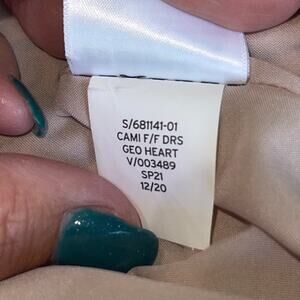 S/681141-01
CAMI F/F DRS
GEO HEART
V/003489
SP21
12/20